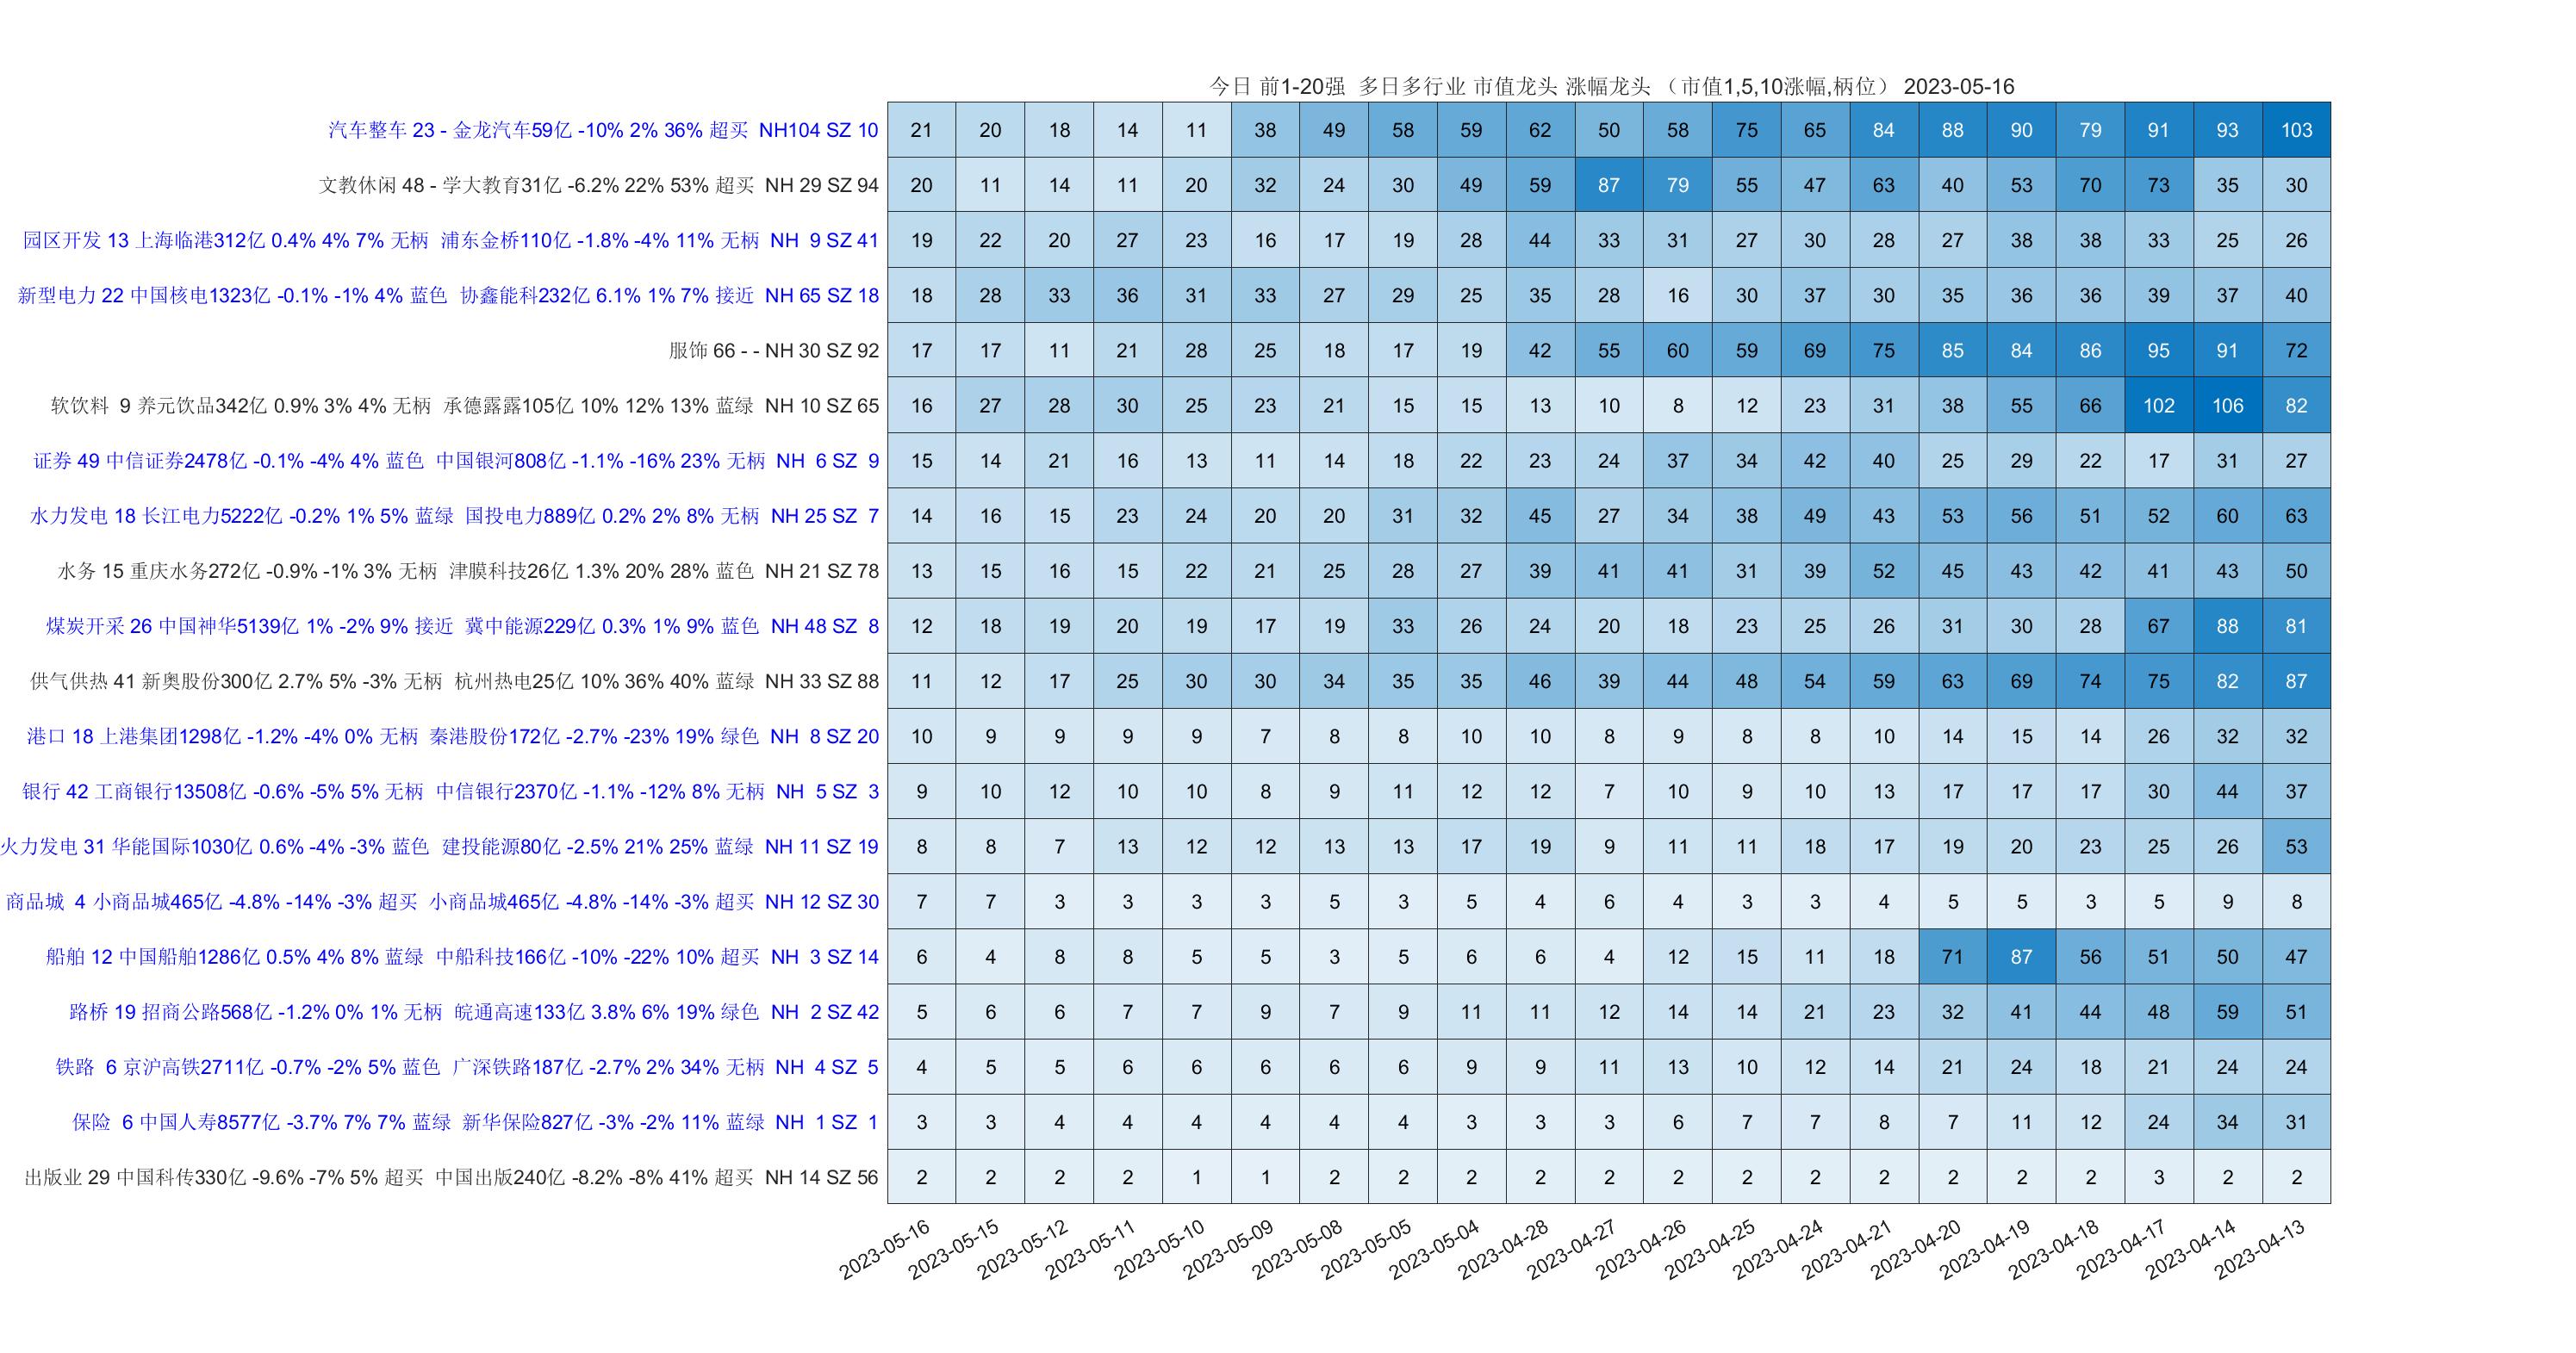 今日 前1-20强 多日多行业 市值龙头 涨幅龙头 （市值1,5,10涨幅,柄位） 2023-05-16
汽车整车 23 - 金龙汽车59亿 -10% 2% 36% 超买 NH104 SZ 10 21 20 18 14 11 38 49 58 59 62 50 58 75 65 84 88 90 79 91 93 103
文教休闲 48 - 学大教育31亿 -6.2% 22% 53% 超买 NH 29 SZ 94 20 11 14 11 20 32 24 30 49 59 87 79 55 47 63 40 53 70 73 35 30
园区开发 13 上海临港312亿 0.4% 4% 7% 无柄 浦东金桥110亿 -1.8% -4% 11% 无柄 NH 9 SZ 41 19 22 20 27 23 16 17 19 28 44 33 31 27 30 28 27 38 38 33 25 26
新型电力 22 中国核电1323亿 -0.1% -1% 4% 蓝色 协鑫能科232亿 6.1% 1% 7% 接近 NH 65 SZ 18 18 28 33 36 31 33 27 29 25 35 28 16 30 37 30 35 36 36 39 37 40
服饰 66 - - NH 30 SZ 92 17 17 11 21 28 25 18 17 19 42 55 60 59 69 75 85 84 86 95 91 72
软饮料 9 养元饮品342亿 0.9% 3% 4% 无柄 承德露露105亿 10% 12% 13% 蓝绿 NH 10 SZ 65 16 27 28 30 25 23 21 15 15 13 10 8 12 23 31 38 55 66 102 106 82
证券 49 中信证券2478亿 -0.1% -4% 4% 蓝色 中国银河808亿 -1.1% -16% 23% 无柄 NH 6 SZ 9 15 14 21 16 13 11 14 18 22 23 24 37 34 42 40 25 29 22 17 31 27
水力发电 18 长江电力5222亿 -0.2% 1% 5% 蓝绿 国投电力889亿 0.2% 2% 8% 无柄 NH 25 SZ 7 14 16 15 23 24 20 20 31 32 45 27 34 38 49 43 53 56 51 52 60 63
水务 15 重庆水务272亿 -0.9% -1% 3% 无柄 津膜科技26亿 1.3% 20% 28% 蓝色 NH 21 SZ 78 13 15 16 15 22 21 25 28 27 39 41 41 31 39 52 45 43 42 41 43 50
煤炭开采 26 中国神华5139亿 1% -2% 9% 接近 冀中能源229亿 0.3% 1% 9% 蓝色 NH 48 SZ 8 12 18 19 20 19 17 19 33 26 24 20 18 23 25 26 31 30 28 67 88 81
供气供热 41 新奥股份300亿 2.7% 5% -3% 无柄 杭州热电25亿 10% 36% 40% 蓝绿 NH 33 SZ 88 11 12 17 25 30 30 34 35 35 46 39 44 48 54 59 63 69 74 75 82 87
港口 18 上港集团1298亿 -1.2% -4% 0% 无柄 秦港股份172亿 -2.7% -23% 19% 绿色 NH 8 SZ 20 10 9 9 9 9 7 8 8 10 10 8 9 8 8 10 14 15 14 26 32 32
银行 42 工商银行13508亿 -0.6% -5% 5% 无柄 中信银行2370亿 -1.1% -12% 8% 无柄 NH 5 SZ 3 9 10 12 10 10 8 9 11 12 12 7 10 9 10 13 17 17 17 30 44 37
火力发电 31 华能国际1030亿 0.6% -4% -3% 蓝色 建投能源80亿 -2.5% 21% 25% 蓝绿 NH 11 SZ 19 8 8 7 13 12 12 13 13 17 19 9 11 11 18 17 19 20 23 25 26 53
商品城 4 小商品城465亿 -4.8% -14% -3% 超买 小商品城465亿 -4.8% -14% -3% 超买 NH 12 SZ 30 7 7 3 3 3 3 5 3 5 4 6 4 3 3 4 5 5 3 5 9 8
船舶 12 中国船舶1286亿 0.5% 4% 8% 蓝绿 中船科技166亿 -10% -22% 10% 超买 NH 3 SZ 14 6 4 8 8 5 5 3 5 6 6 4 12 15 11 18 71 87 56 51 50 47
路桥 19 招商公路568亿 -1.2% 0% 1% 无柄 皖通高速133亿 3.8% 6% 19% 绿色 NH 2 SZ 42 5 6 6 7 7 9 7 9 11 11 12 14 14 21 23 32 41 44 48 59 51
铁路 6 京沪高铁2711亿 -0.7% -2% 5% 蓝色 广深铁路187亿 -2.7% 2% 34% 无柄 NH 4 SZ 5 4 5 5 6 6 6 6 6 9 9 11 13 10 12 14 21 24 18 21 24 24
保险 6 中国人寿8577亿 -3.7% 7% 7% 蓝绿 新华保险827亿 -3% -2% 11% 蓝绿 NH 1 SZ 1 3 3 4 4 4 4 4 4 3 3 3 6 7 7 8 7 11 12 24 34 31
出版业 29 中国科传330亿 -9.6% -7% 5% 超买 中国出版240亿 -8.2% -8% 41% 超买 NH 14 SZ 56 2 2 2 2 1 1 2 2 2 2 2 2 2 2 2 2 2 2 3 2 2
2023-05-16 2023-05-15 2023-05-12 2023-05-11 2023-05-10 2023-05-09 2023-05-08 2023-05-05 2023-05-04 2023-04-28 2023-04-27 2023-04-26 2023-04-25 2023-04-24 2023-04-21 2023-04-20 2023-04-19 2023-04-18 2023-04-17 2023-04-14 2023-04-13